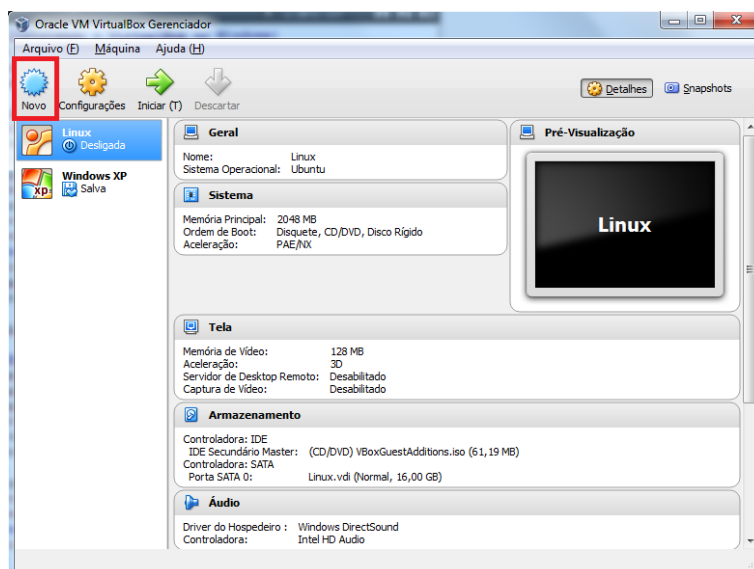 Oracle VM VirtualBox Gerenciador
Arquivo (F) Máquina Ajuda (H)
Novo Configurações Iniciar (T) Descartar
Detalhes Snapshots
Linux
Desligada
Windows XP
Salva
XP
Geral
Nome: Linux
Sistema Operacional: Ubuntu
Sistema
Memória Principal: 2048 MB
Ordem de Boot: Disquete, CD/DVD, Disco Rígido
Aceleração: PAE/NX
Pré-Visualização
Linux
Tela
Memória de Vídeo: 128 MB
Aceleração: 3D
Servidor de Desktop Remoto: Desabilitado
Captura de Vídeo: Desabilitado
Armazenamento
Controladora: IDE
IDE Secundário Master: (CD/DVD) VBoxGuestAdditions.iso (61,19 MB)
Controladora: SATA
Porta SATA 0: Linux.vdi (Normal, 16,00 GB)
Áudio
Driver do Hospedeiro : Windows DirectSound
Controladora: Intel HD Audio